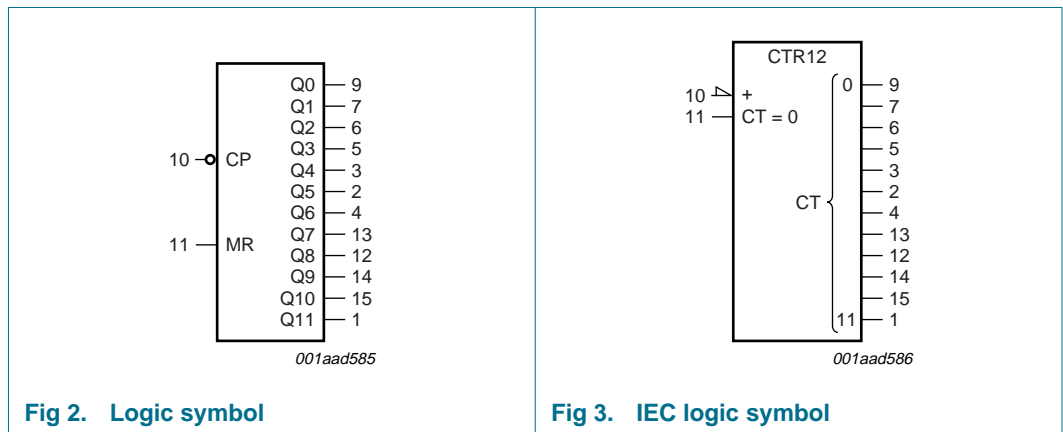 Q0 9
Q1 7
Q2 6
Q3 5
10 CP
Q4 3
Q5 2
Q6 4
Q7 13
11 MR
Q8 12
Q9 14
Q10 15
Q11 1
001aad585
Fig 2. Logic symbol
CTR12
0 9
10 +
7
11 CT = 0
6
5
3
2
CT
4
13
12
14
15
11 1
001aad586
Fig 3. IEC logic symbol